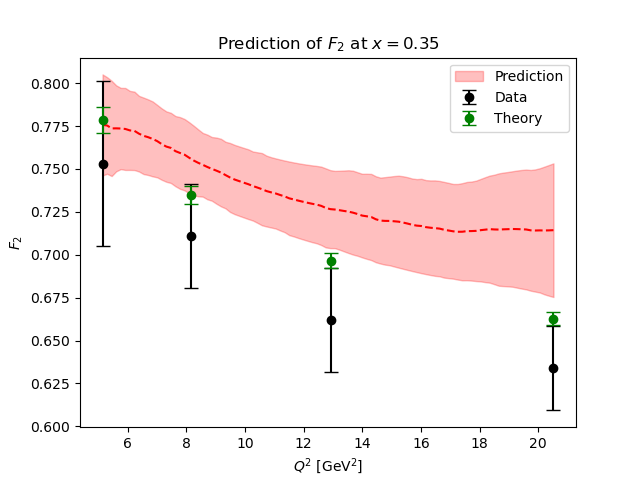 Prediction of $F_2$ at $x = 0.35$
Prediction
Data
Theory
0.800
0.775
0.750
0.725
0.700
0.675
0.650
0.625
0.600
$F_2$
6 8 10 12 14 16 18 20
$Q^2$ [GeV$^2$]